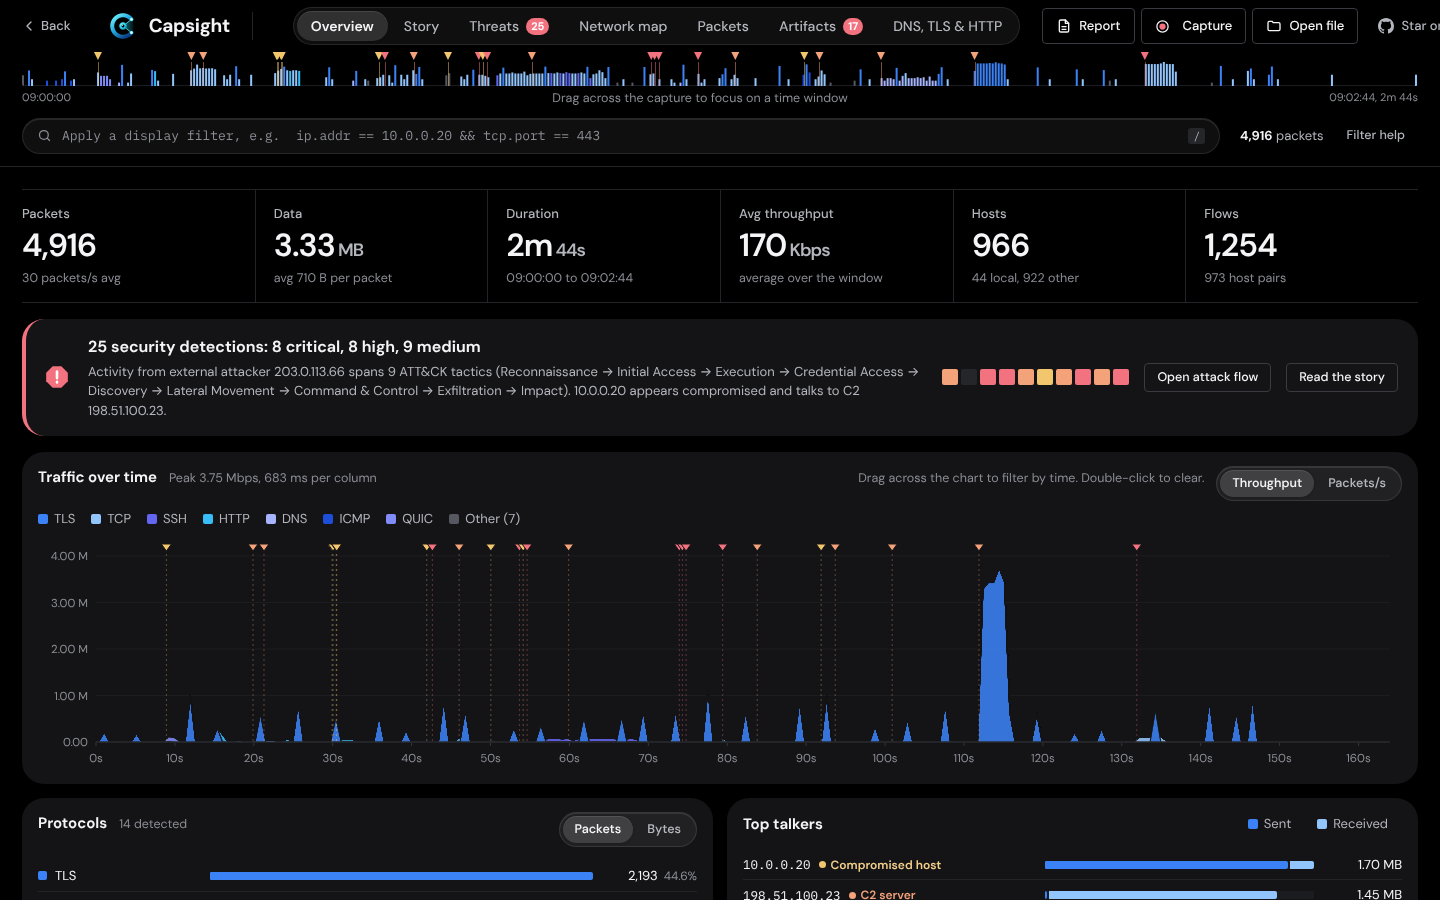 Back
Capsight
Overview
Story
Threats 25
Network map
Packets
Artifacts 17
DNS, TLS & HTTP
Report
Capture
Open file
Star
09:00:00
Drag across the capture to focus on a time window
09:02:44, 2m 44s
Apply a display filter, e.g. ip.addr == 10.0.0.20 && tcp.port == 443
/
4,916 packets
Filter help
Packets
4,916
30 packets/s avg
Data
3.33 MB
avg 710 B per packet
Duration
2m 44s
09:00:00 to 09:02:44
Avg throughput
170 Kbps
average over the window
Hosts
966
44 local, 922 other
Flows
1,254
973 host pairs
25 security detections: 8 critical, 8 high, 9 medium
Activity from external attacker 203.0.113.66 spans 9 ATT&CK tactics (Reconnaissance → Initial Access → Execution → Credential Access →
Discovery → Lateral Movement → Command & Control → Exfiltration → Impact). 10.0.0.20 appears compromised and talks to C2
198.51.100.23.
Open attack flow
Read the story
Traffic over time
Peak 3.75 Mbps, 683 ms per column
Drag across the chart to filter by time. Double-click to clear.
Throughput
Packets/s
TLS
TCP
SSH
HTTP
DNS
ICMP
QUIC
Other (7)
4.00 M
3.00 M
2.00 M
1.00 M
0.00
0s
10s
20s
30s
40s
50s
60s
70s
80s
90s
100s
110s
120s
130s
140s
150s
160s
Protocols
14 detected
Packets
Bytes
TLS
2,193 44.6%
Top talkers
Sent
Received
10.0.0.20
Compromised host
1.70 MB
198.51.100.23
C2 server
1.45 MB